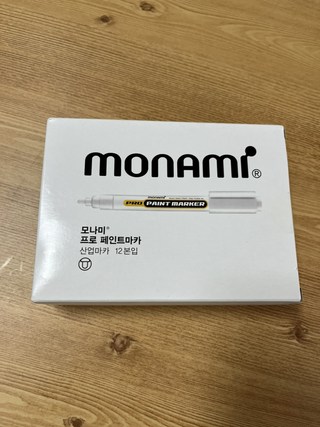 monami®
monami
PRO PAINT MARKER
모나미®
프로 페인트마카
산업마카 12본입